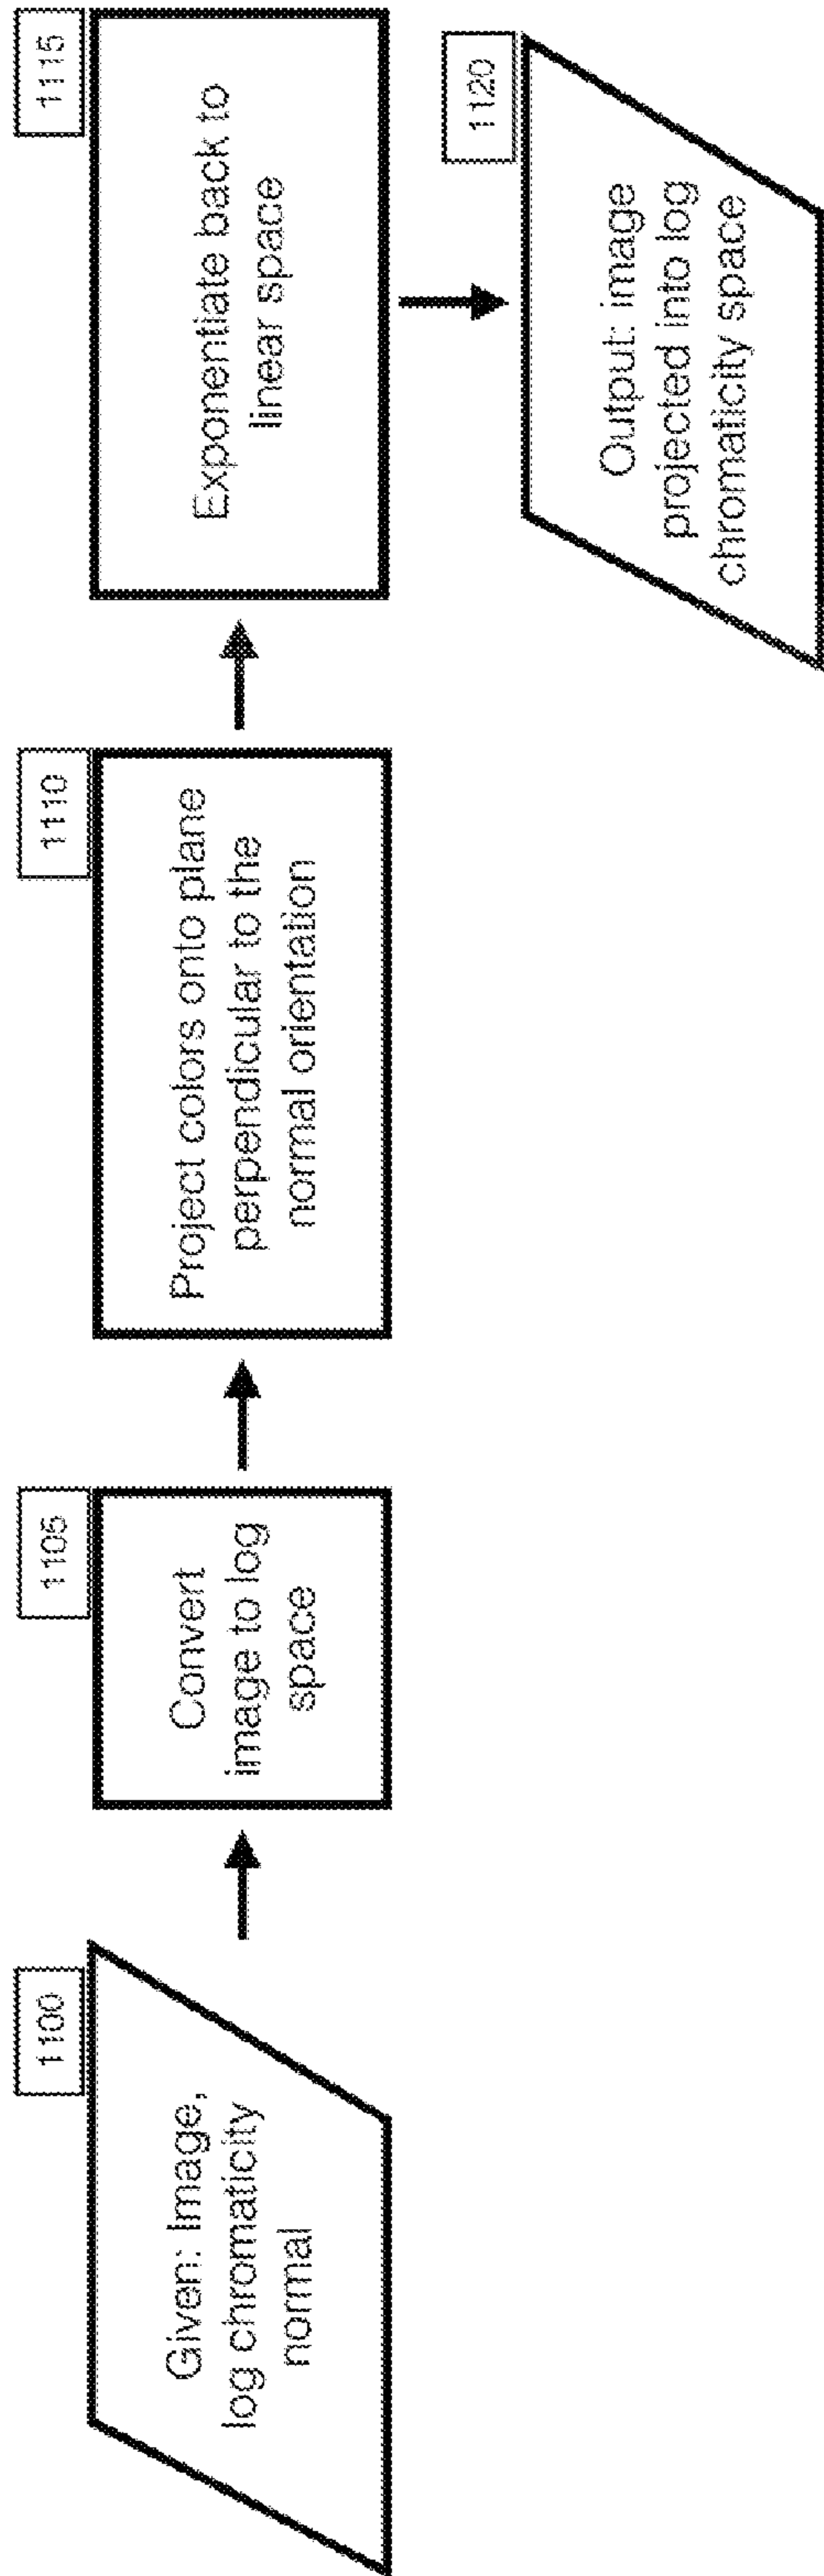 1100
Given: Image,
log chromaticity
normal
1105
Convert
image to log
space
1110
Project colors onto plane
perpendicular to the
normal orientation
1115
Exponentiate back to
linear space
1120
Output: image
projected into log
chromaticity space